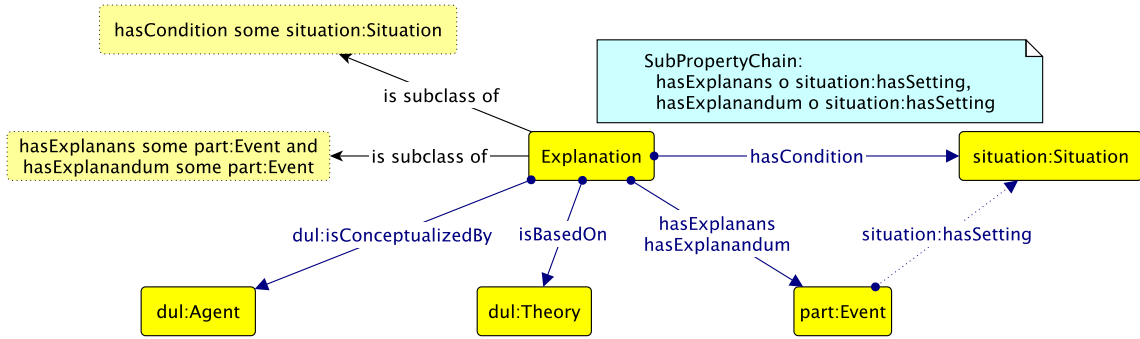 hasCondition some situation:Situation
SubPropertyChain:
hasExplanans o situation:hasSetting,
hasExplanandum o situation:hasSetting
is subclass of
hasExplanans some part:Event and
hasExplanandum some part:Event
is subclass of
Explanation
hasCondition
situation:Situation
dul:isConceptualizedBy
isBasedOn
hasExplanans
hasExplanandum
situation:hasSetting
dul:Agent
dul:Theory
part:Event